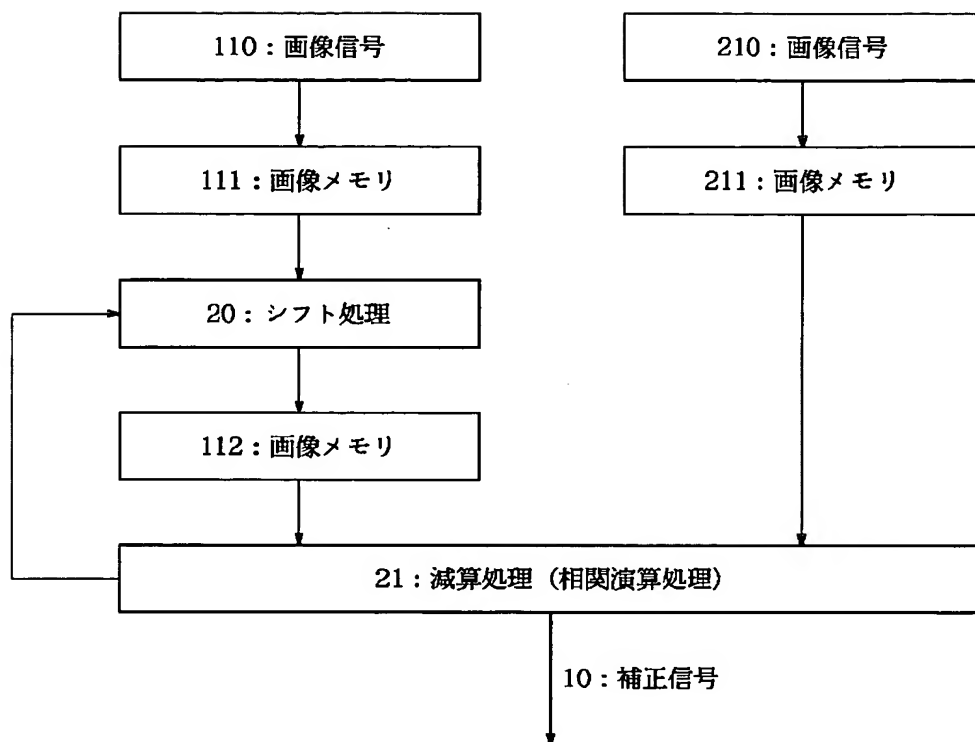 110：画像信号
210：画像信号
111：画像メモリ
211：画像メモリ
20：シフト処理
112：画像メモリ
21：減算処理（相関演算処理）
10：補正信号